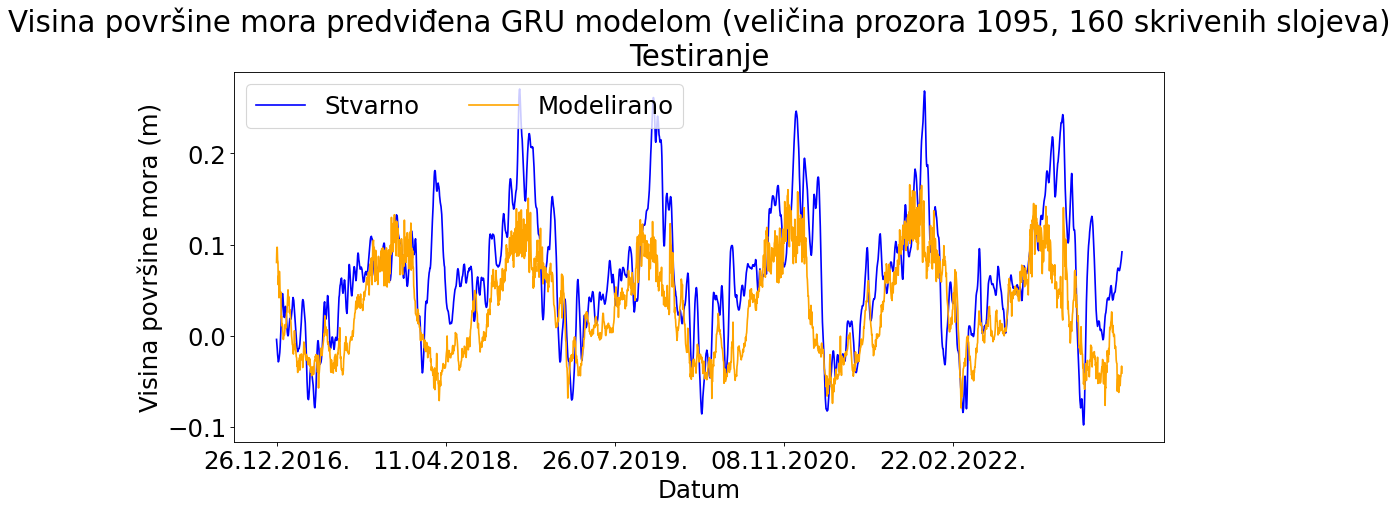 Visina površine mora predviđena GRU modelom (veličina prozora 1095, 160 skrivenih slojeva)
Testiranje
Stvarno
Modelirano
Visina površine mora (m)
0.2
0.1
0.0
−0.1
26.12.2016.
11.04.2018.
26.07.2019.
08.11.2020.
22.02.2022.
Datum